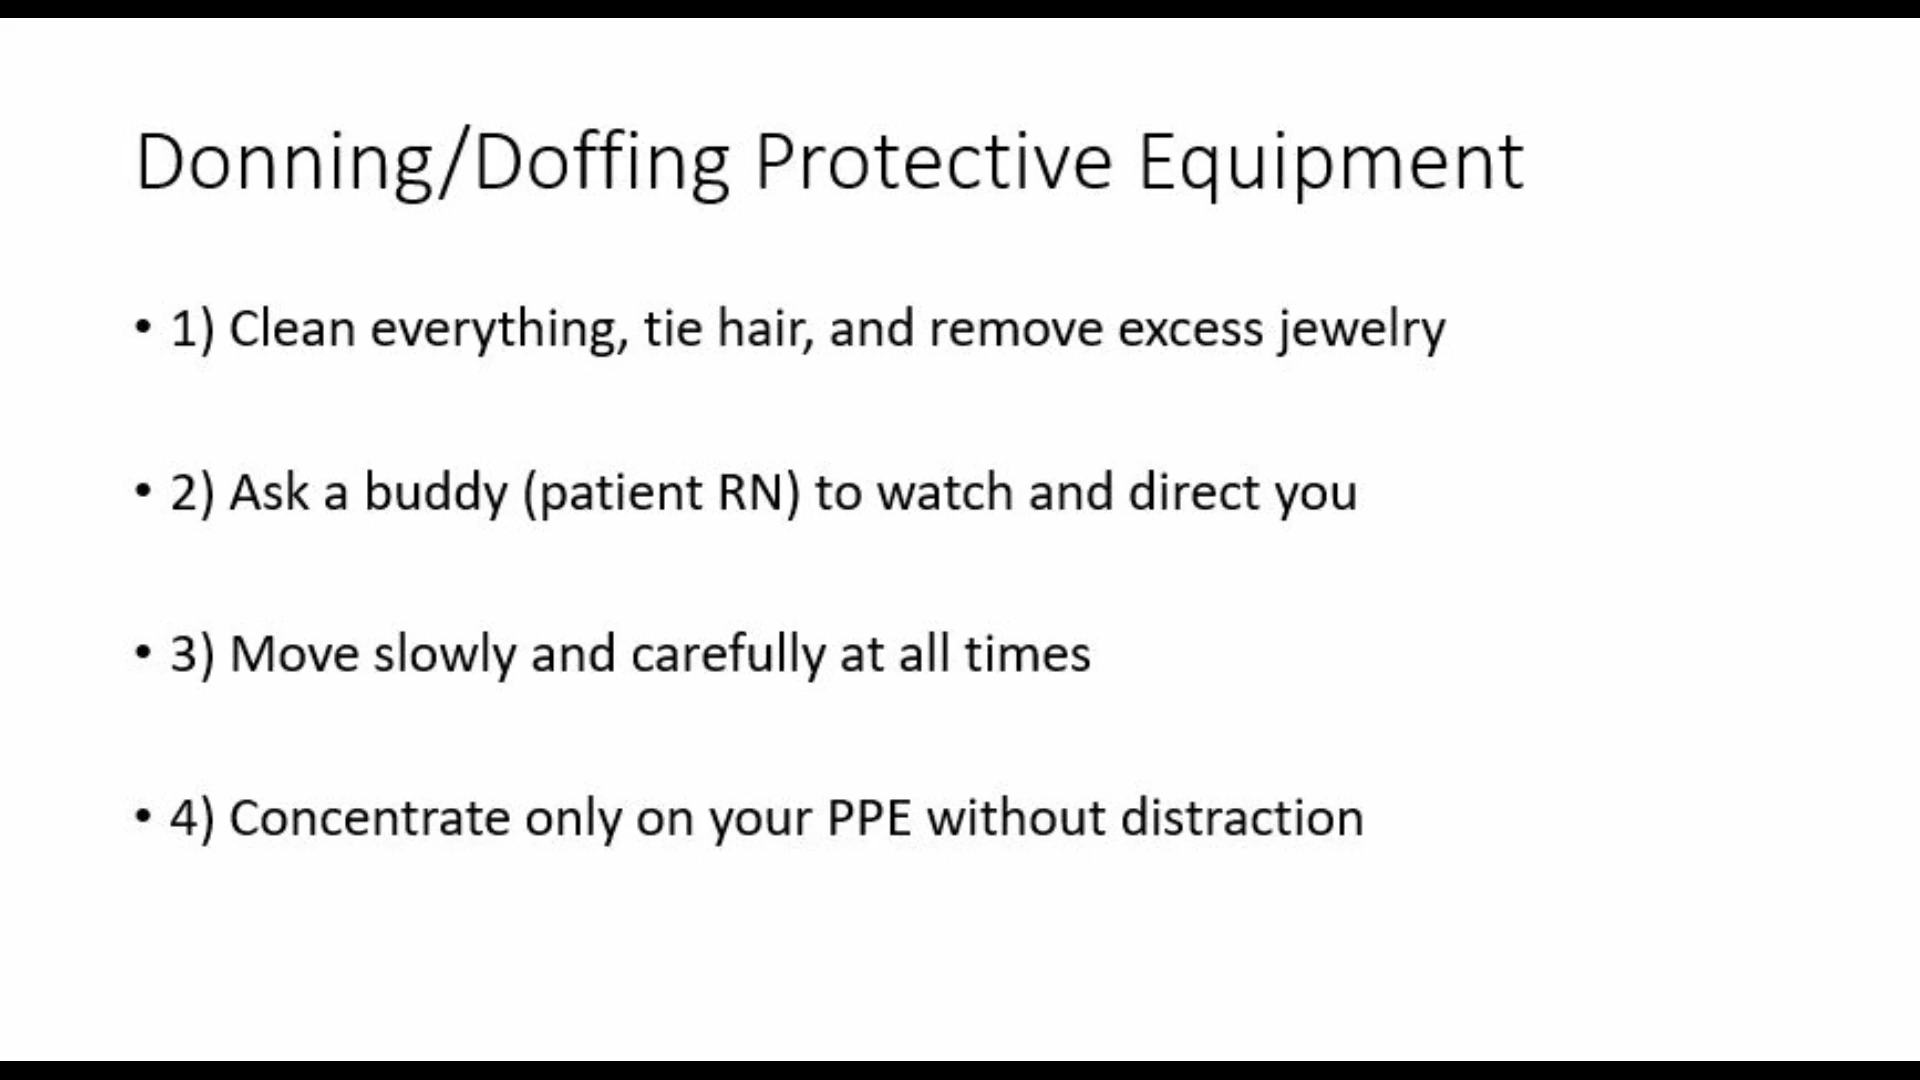 Donning/Doffing Protective Equipment
• 1) Clean everything, tie hair, and remove excess jewelry
• 2) Ask a buddy (patient RN) to watch and direct you
• 3) Move slowly and carefully at all times
• 4) Concentrate only on your PPE without distraction